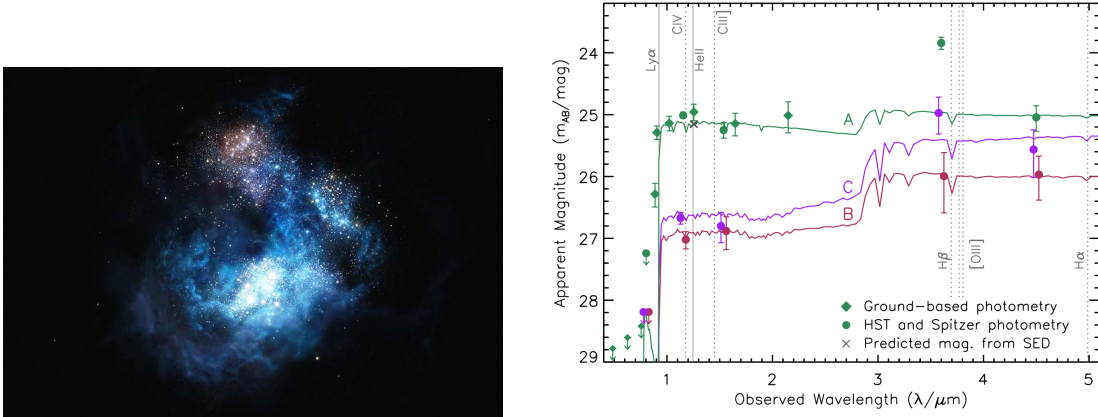 Apparent Magnitude (mAB/mag)
24
25
26
27
28
29
Lyα
CIV
HeII
CIII]
A
C
B
Hβ
[OIII]
Hα
Ground-based photometry
HST and Spitzer photometry
Predicted mag. from SED
1
2
3
4
5
Observed Wavelength (λ/μm)